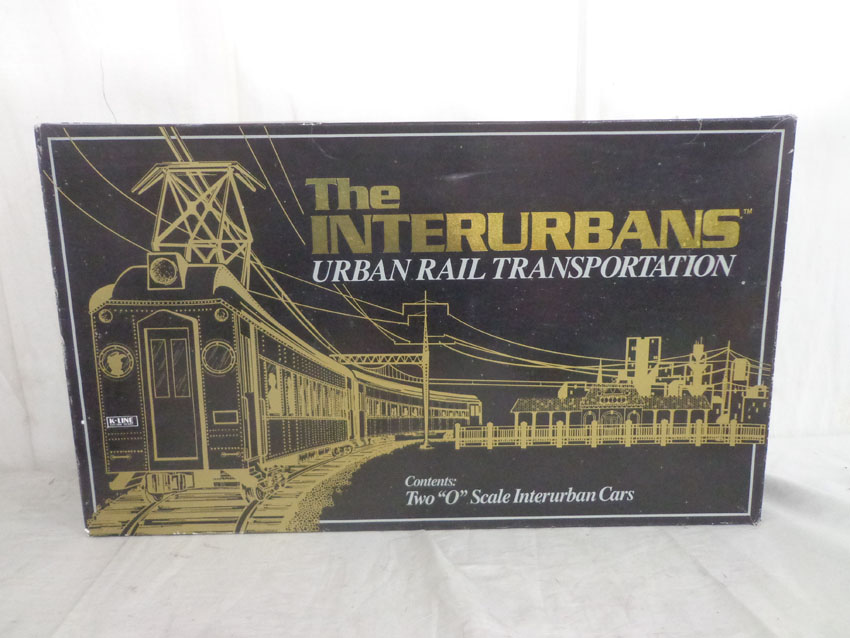 The
INTERURBANS™
URBAN RAIL TRANSPORTATION
K-LINE
Contents:
Two "O" Scale Interurban Cars